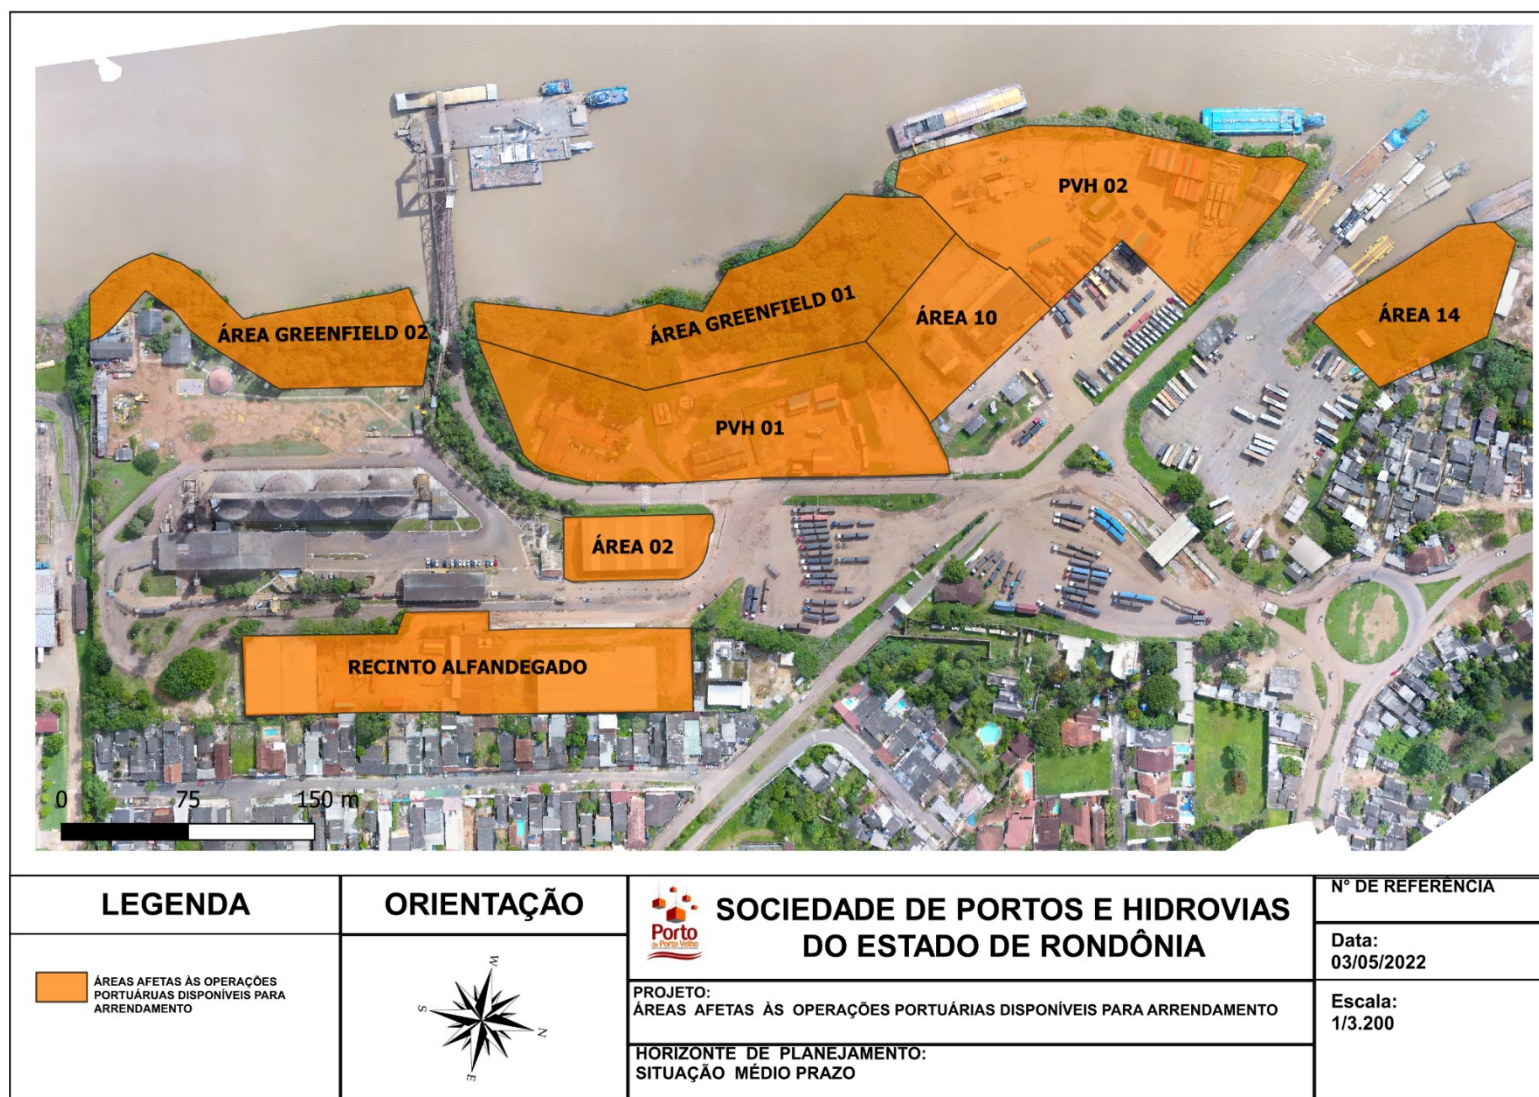 PVH 02
ÁREA GREENFIELD 02
ÁREA GREENFIELD 01
ÁREA 10
ÁREA 14
PVH 01
ÁREA 02
RECINTO ALFANDEGADO
0 75 150 m
LEGENDA
ÁREAS AFETAS ÀS OPERAÇÕES
PORTUÁRUAS DISPONÍVEIS PARA
ARRENDAMENTO
ORIENTAÇÃO
W
S
N
E
Porto
de Porto Velho
SOCIEDADE DE PORTOS E HIDROVIAS
DO ESTADO DE RONDÔNIA
PROJETO:
ÁREAS AFETAS ÀS OPERAÇÕES PORTUÁRIAS DISPONÍVEIS PARA ARRENDAMENTO
HORIZONTE DE PLANEJAMENTO:
SITUAÇÃO MÉDIO PRAZO
N° DE REFERÊNCIA
Data:
03/05/2022
Escala:
1/3.200